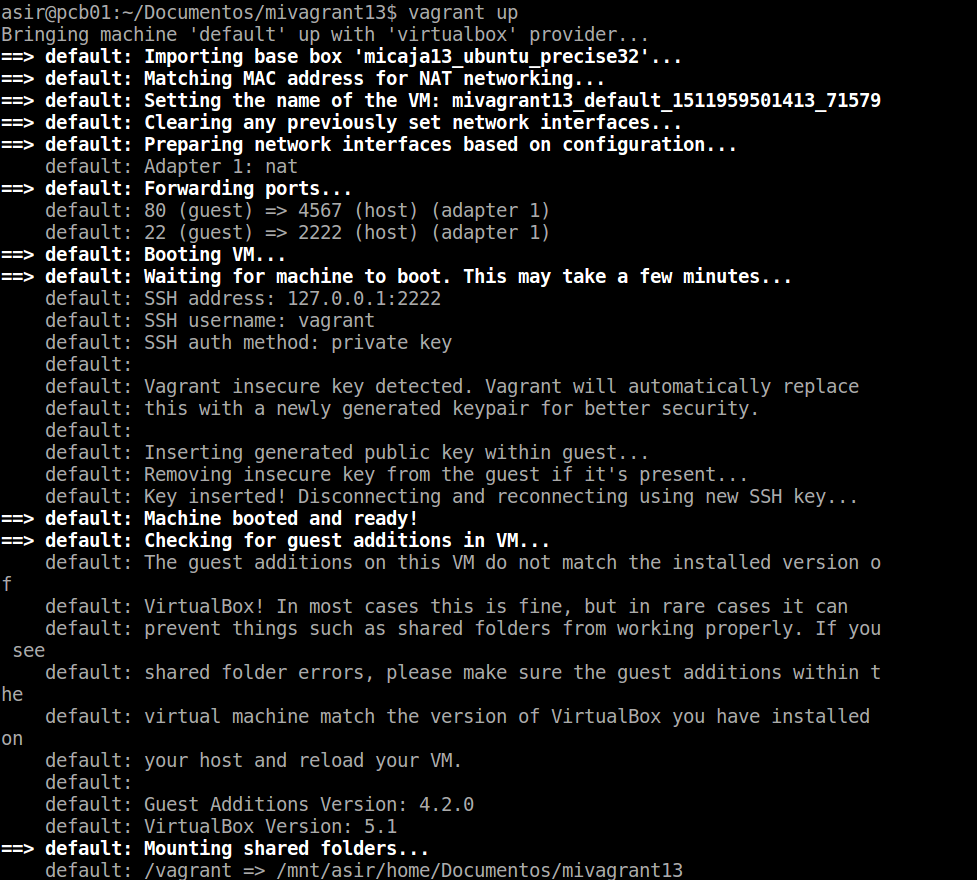 asir@pcb01:~/Documentos/mivagrant13$ vagrant up
Bringing machine 'default' up with 'virtualbox' provider...
==> default: Importing base box 'micaja13_ubuntu_precise32'...
==> default: Matching MAC address for NAT networking...
==> default: Setting the name of the VM: mivagrant13_default_1511959501413_71579
==> default: Clearing any previously set network interfaces...
==> default: Preparing network interfaces based on configuration...
    default: Adapter 1: nat
==> default: Forwarding ports...
    default: 80 (guest) => 4567 (host) (adapter 1)
    default: 22 (guest) => 2222 (host) (adapter 1)
==> default: Booting VM...
==> default: Waiting for machine to boot. This may take a few minutes...
    default: SSH address: 127.0.0.1:2222
    default: SSH username: vagrant
    default: SSH auth method: private key
    default:
    default: Vagrant insecure key detected. Vagrant will automatically replace
    default: this with a newly generated keypair for better security.
    default:
    default: Inserting generated public key within guest...
    default: Removing insecure key from the guest if it's present...
    default: Key inserted! Disconnecting and reconnecting using new SSH key...
==> default: Machine booted and ready!
==> default: Checking for guest additions in VM...
    default: The guest additions on this VM do not match the installed version o
f
    default: VirtualBox! In most cases this is fine, but in rare cases it can
    default: prevent things such as shared folders from working properly. If you
 see
    default: shared folder errors, please make sure the guest additions within t
he
    default: virtual machine match the version of VirtualBox you have installed
on
    default: your host and reload your VM.
    default:
    default: Guest Additions Version: 4.2.0
    default: VirtualBox Version: 5.1
==> default: Mounting shared folders...
    default: /vagrant => /mnt/asir/home/Documentos/mivagrant13